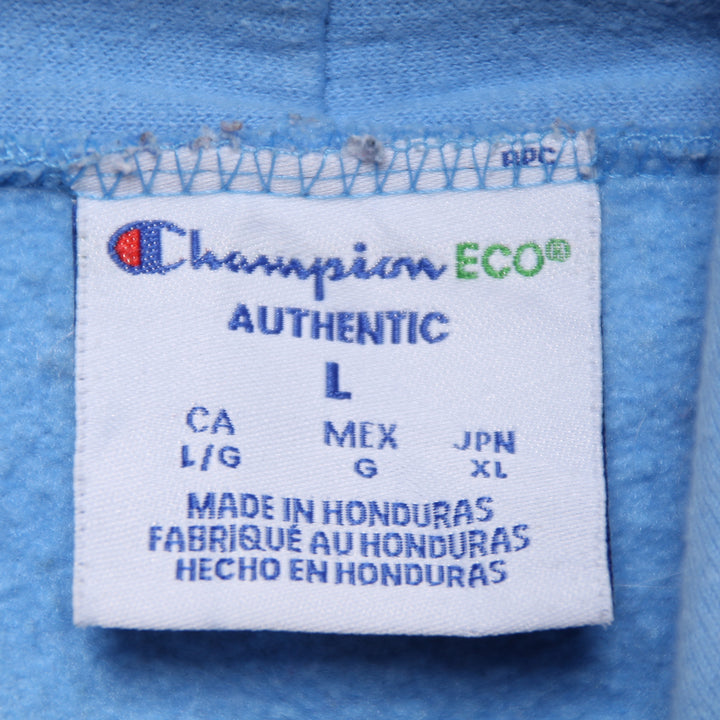 RPC
Champion ECO®
AUTHENTIC
L
CA MEX JPN
L/G G XL
MADE IN HONDURAS
FABRIQUÉ AU HONDURAS
HECHO EN HONDURAS